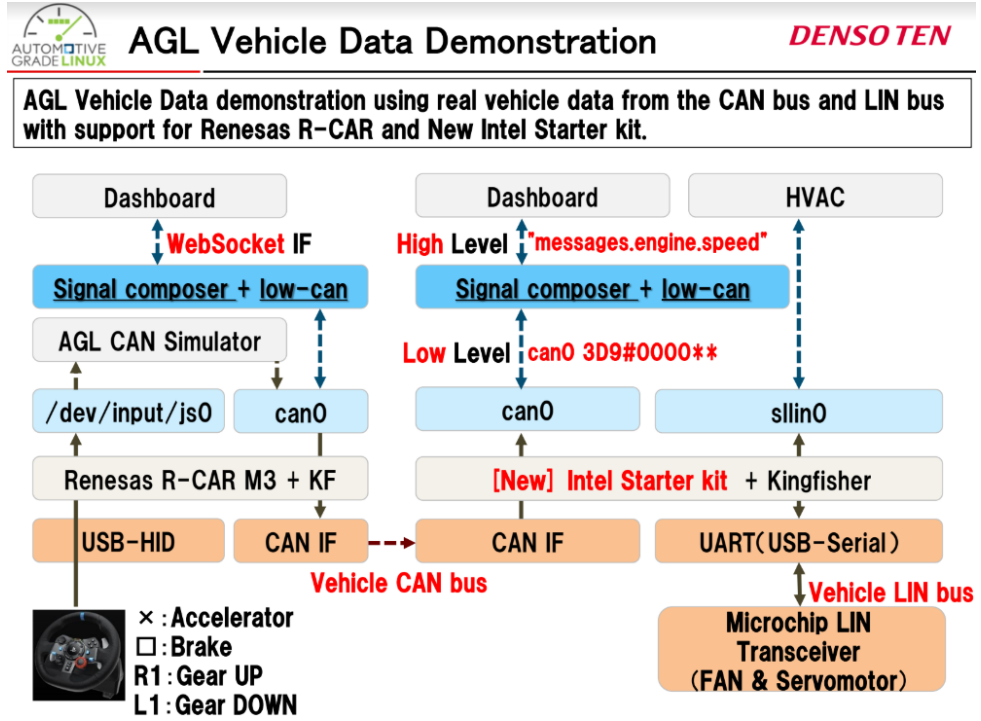 AUTOMOTIVE
GRADE LINUX
AGL Vehicle Data Demonstration
DENSO TEN
AGL Vehicle Data demonstration using real vehicle data from the CAN bus and LIN bus
with support for Renesas R-CAR and New Intel Starter kit.
Dashboard
WebSocket IF
Signal composer + low-can
AGL CAN Simulator
/dev/input/js0
can0
Renesas R-CAR M3 + KF
USB-HID
CAN IF
Vehicle CAN bus
×:Accelerator
□:Brake
R1:Gear UP
L1:Gear DOWN
Dashboard
High Level
"messages.engine.speed"
Signal composer + low-can
Low Level
can0 3D9#0000**
can0
[New] Intel Starter kit + Kingfisher
CAN IF
HVAC
sllin0
UART(USB-Serial)
Vehicle LIN bus
Microchip LIN
Transceiver
(FAN & Servomotor)